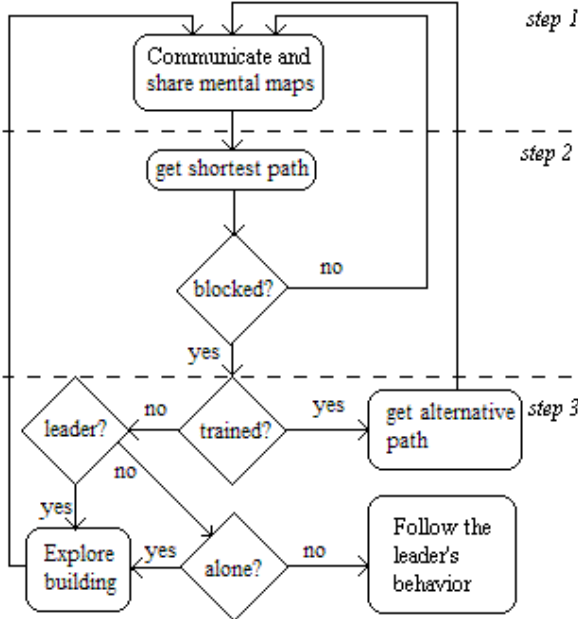 step 1
Communicate and
share mental maps
step 2
get shortest path
no
blocked?
yes
step 3
no
yes
get alternative
path
leader?
trained?
no
yes
Follow the
leader's
behavior
Explore
building
yes
alone?
no